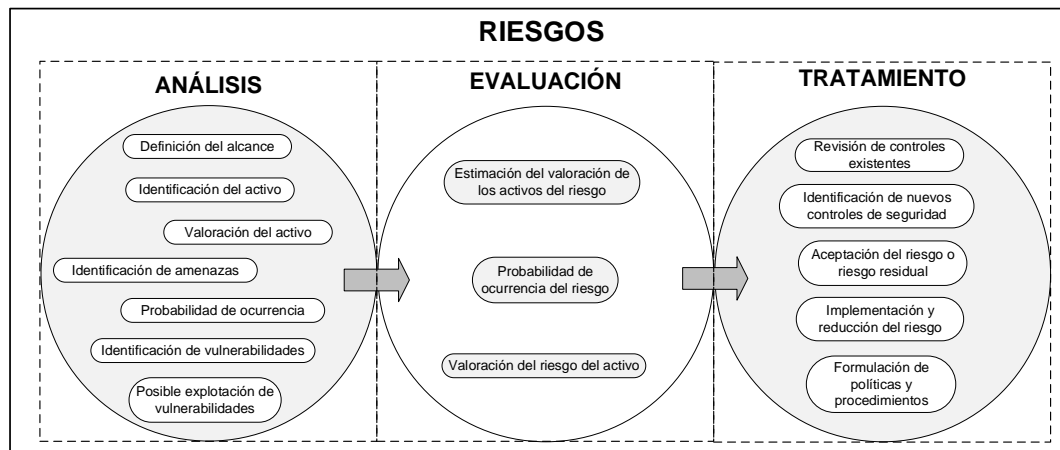 RIESGOS
ANÁLISIS
Definición del alcance
Identificación del activo
Valoración del activo
Identificación de amenazas
Probabilidad de ocurrencia
Identificación de vulnerabilidades
Posible explotación de
vulnerabilidades
EVALUACIÓN
Estimación del valoración de
los activos del riesgo
Probabilidad de
ocurrencia del riesgo
Valoración del riesgo del activo
TRATAMIENTO
Revisión de controles
existentes
Identificación de nuevos
controles de seguridad
Aceptación del riesgo o
riesgo residual
Implementación y
reducción del riesgo
Formulación de
políticas y
procedimientos